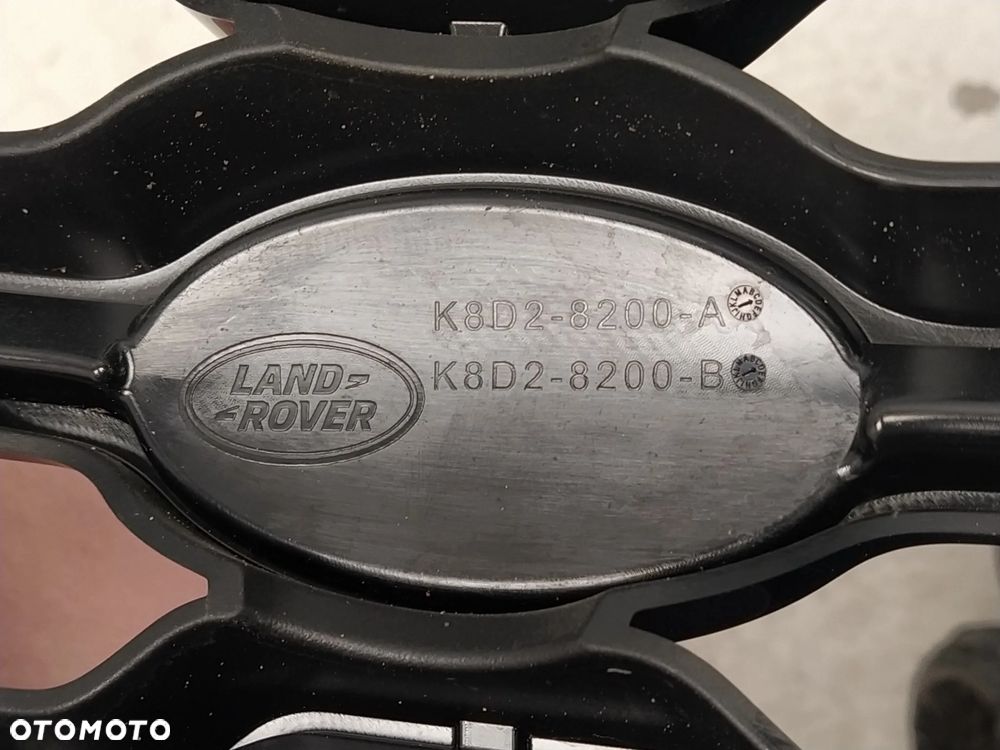 K8D2-8200-A
K8D2-8200-B
LAND
ROVER
OTOMOTO